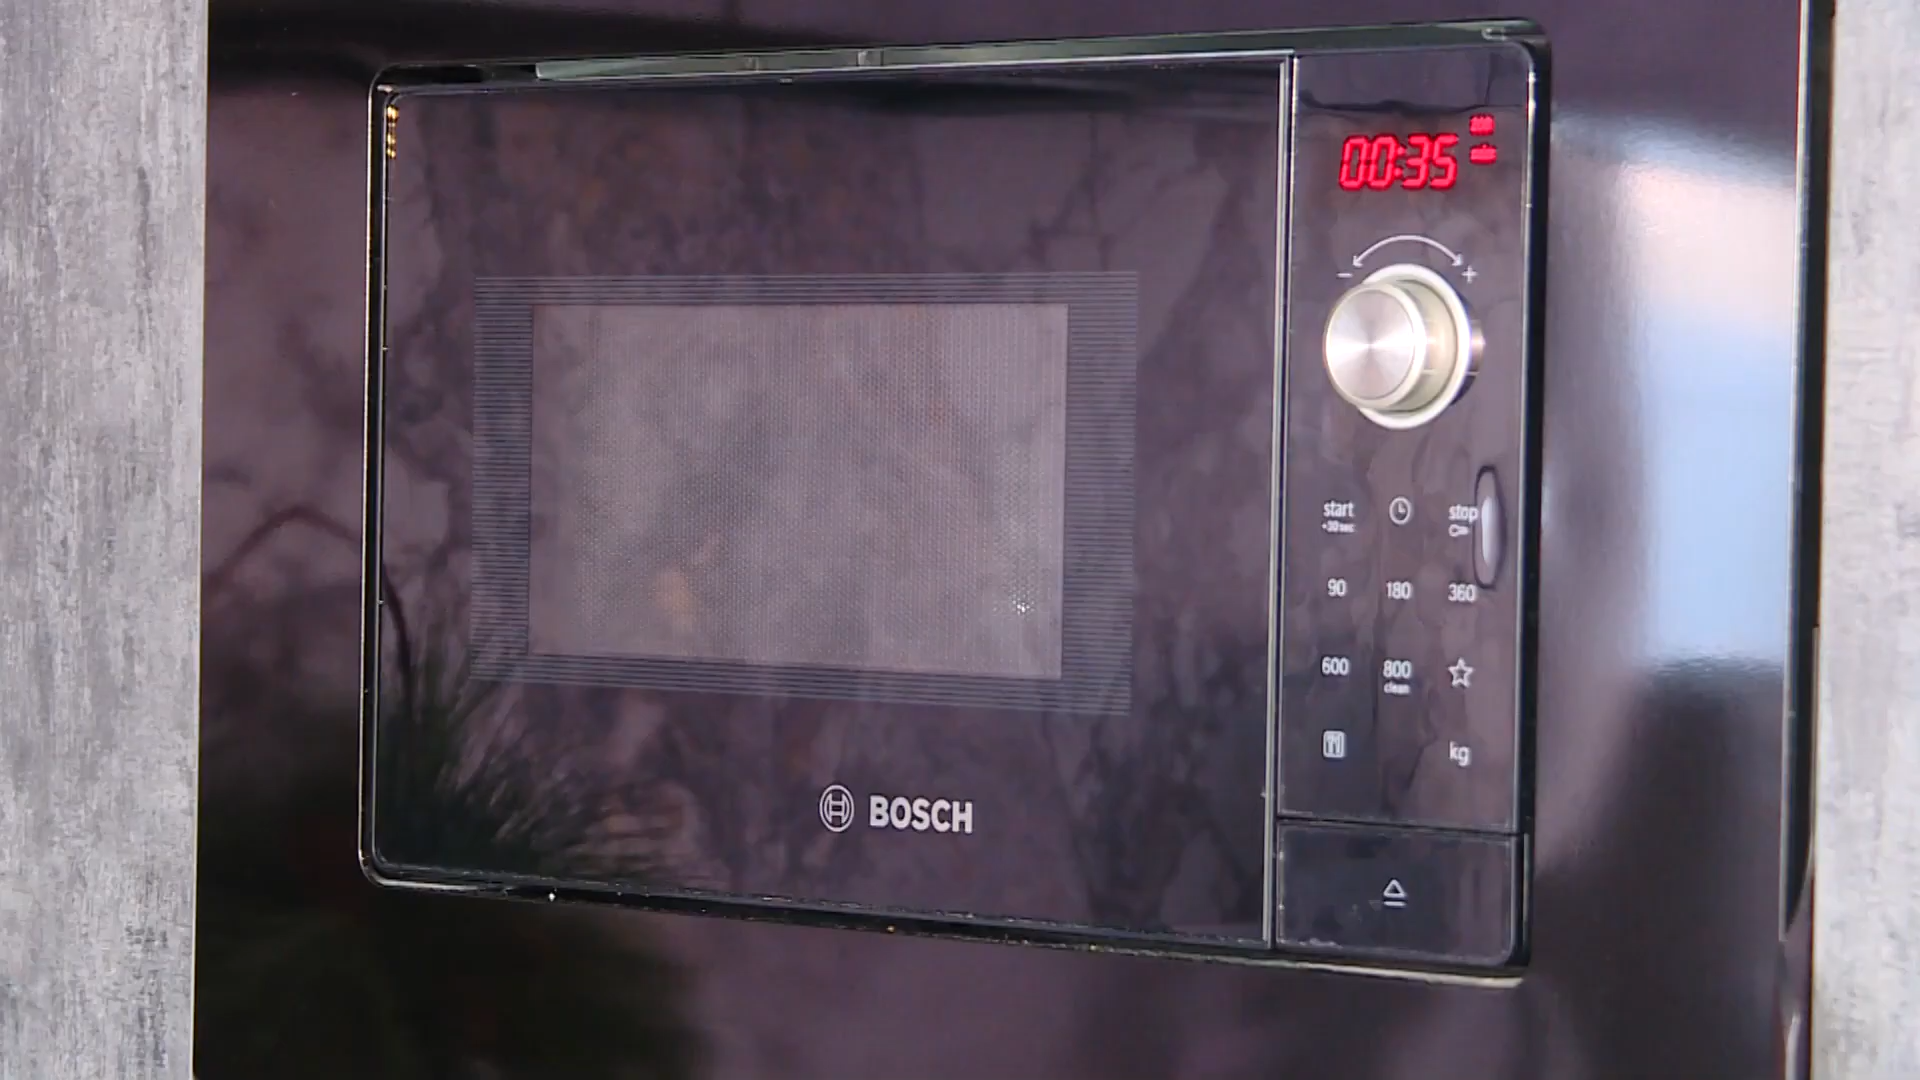 00:35
- +
start
+30 sec
stop
90 180 360
600 800
clean
kg
BOSCH